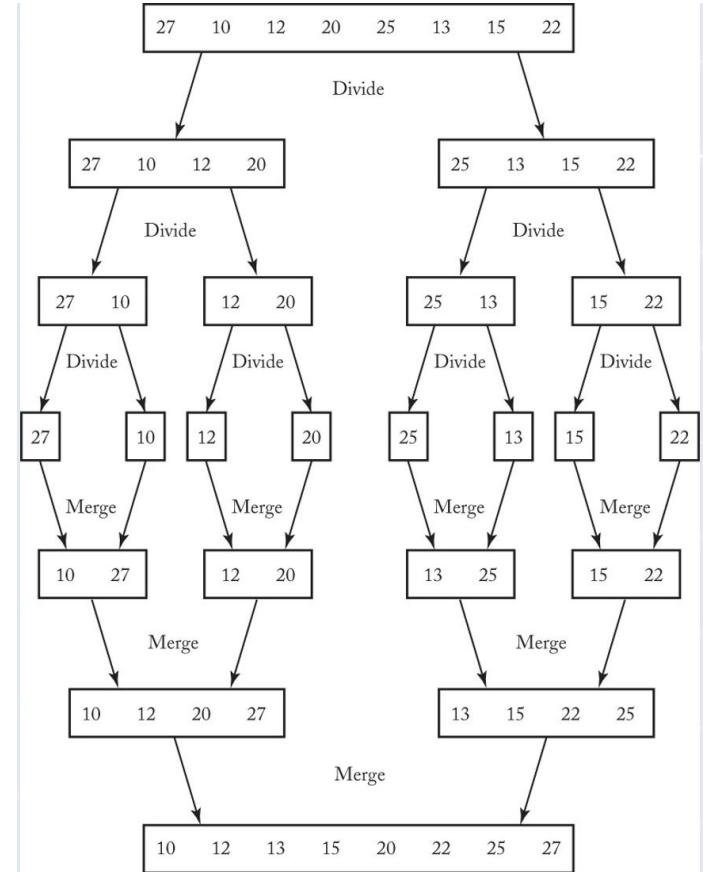 27 10 12 20 25 13 15 22
Divide
27 10 12 20 25 13 15 22
Divide Divide
27 10 12 20 25 13 15 22
Divide Divide Divide Divide
27 10 12 20 25 13 15 22
Merge Merge Merge Merge
10 27 12 20 13 25 15 22
Merge Merge
10 12 20 27 13 15 22 25
Merge
10 12 13 15 20 22 25 27